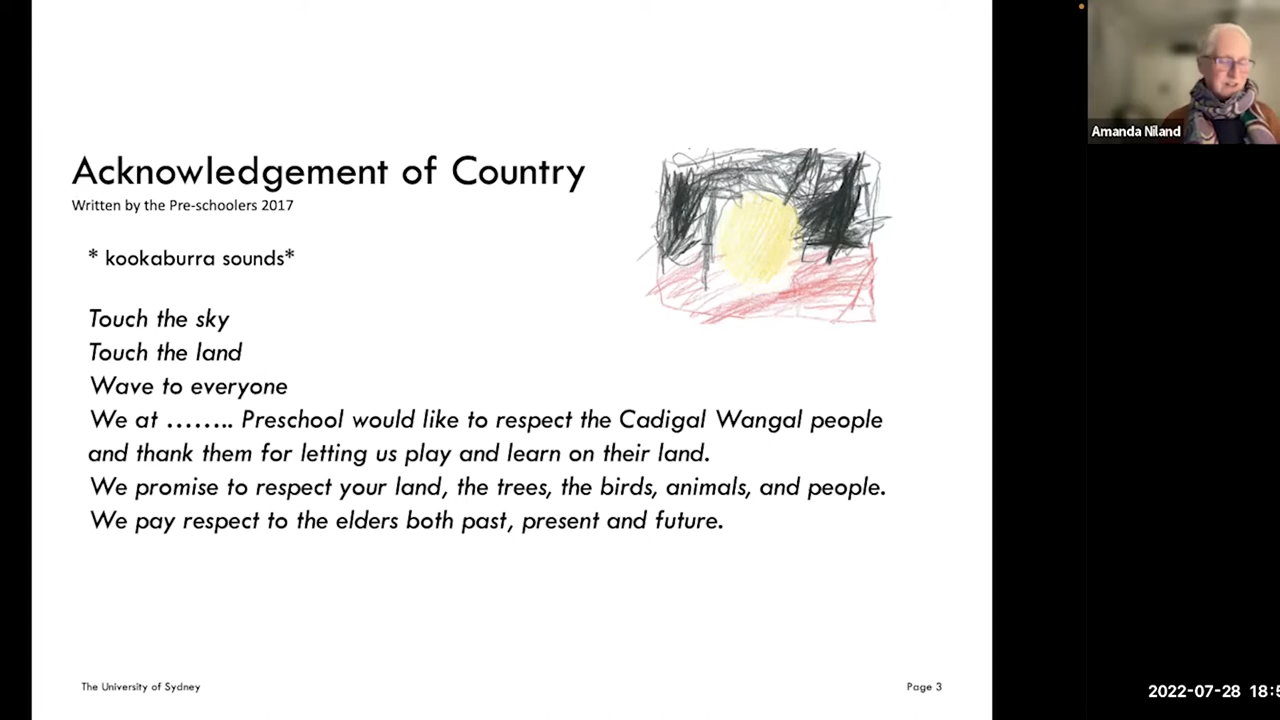 Acknowledgement of Country
Written by the Pre-schoolers 2017
* kookaburra sounds*
Touch the sky
Touch the land
Wave to everyone
We at …….. Preschool would like to respect the Cadigal Wangal people
and thank them for letting us play and learn on their land.
We promise to respect your land, the trees, the birds, animals, and people.
We pay respect to the elders both past, present and future.
The University of Sydney
Page 3
Amanda Niland
2022-07-28 18:5